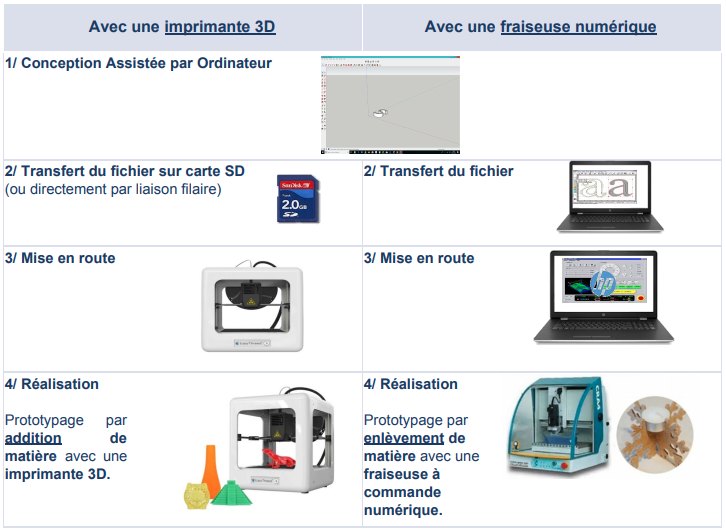 Avec une imprimante 3D
Avec une fraiseuse numérique
1/ Conception Assistée par Ordinateur
2/ Transfert du fichier sur carte SD
(ou directement par liaison filaire)
SanDisk
2.0GB
SD
2/ Transfert du fichier
aa
3/ Mise en route
3/ Mise en route
hp
4/ Réalisation
Prototypage par
addition de
matière avec une
imprimante 3D.
4/ Réalisation
Prototypage par
enlèvement de
matière avec une
fraiseuse à
commande
numérique.